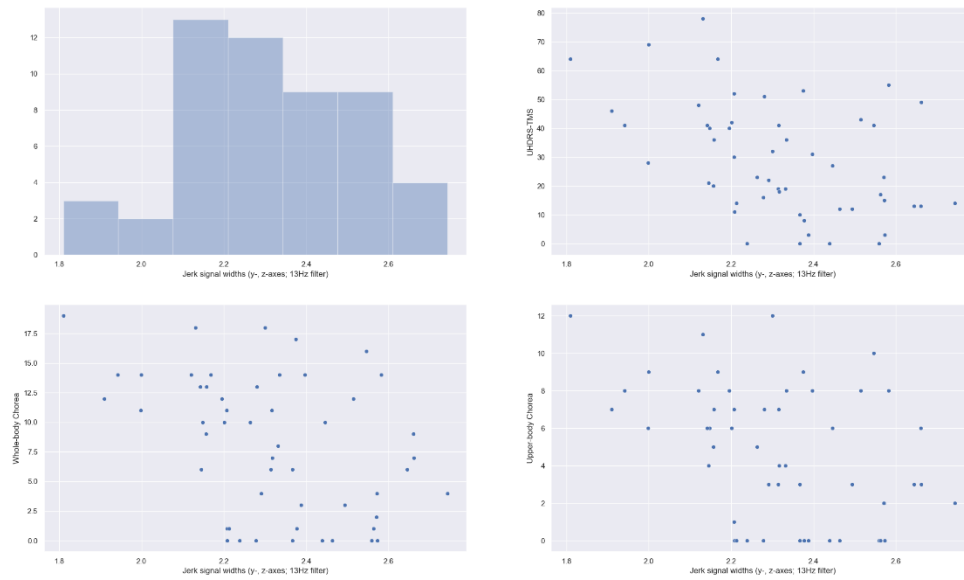 12
10
8
6
4
2
0
1.8 2.0 2.2 2.4 2.6
Jerk signal widths (y-, z-axes; 13Hz filter)
UHDRS-TMS
80
70
60
50
40
30
20
10
0
1.8 2.0 2.2 2.4 2.6
Jerk signal widths (y-, z-axes; 13Hz filter)
Whole-body Chorea
17.5
15.0
12.5
10.0
7.5
5.0
2.5
0.0
1.8 2.0 2.2 2.4 2.6
Jerk signal widths (y-, z-axes; 13Hz filter)
Upper-body Chorea
12
10
8
6
4
2
0
1.8 2.0 2.2 2.4 2.6
Jerk signal widths (y-, z-axes; 13Hz filter)